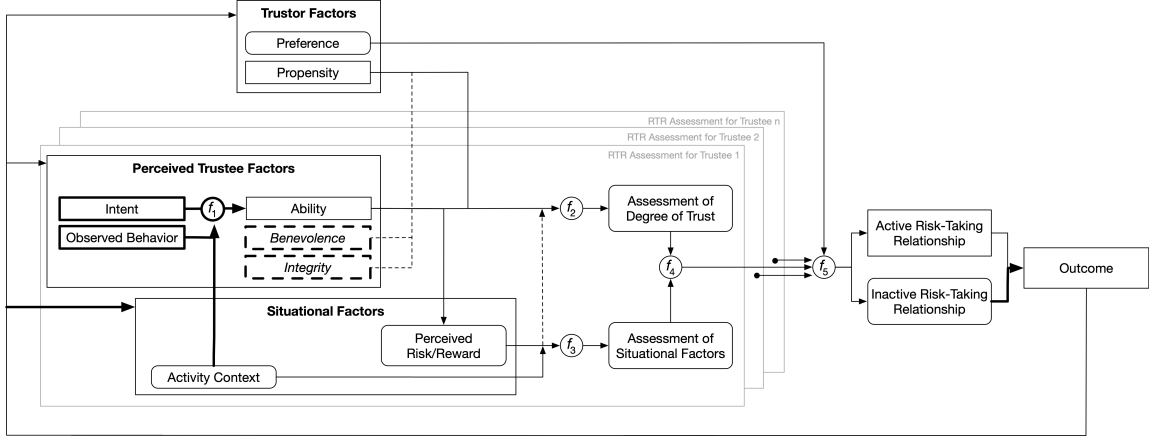 Trustor Factors
Preference
Propensity
RTR Assessment for Trustee n
RTR Assessment for Trustee 2
RTR Assessment for Trustee 1
Perceived Trustee Factors
Intent
f1
Ability
Observed Behavior
Benevolence
Integrity
f2
Assessment of
Degree of Trust
f4
f5
Active Risk-Taking
Relationship
Inactive Risk-Taking
Relationship
Outcome
Situational Factors
Perceived
Risk/Reward
f3
Assessment of
Situational Factors
Activity Context